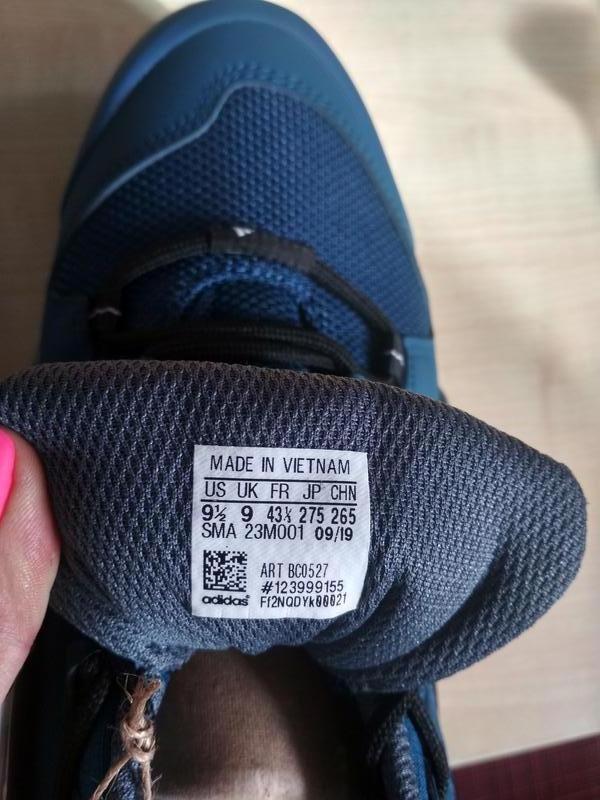 MADE IN VIETNAM
US UK FR JP CHN
9½ 9 43⅓ 275 265
SMA 23M001 09/19
ART BC0527
#123999155
adidas Ff2NQDYk00021